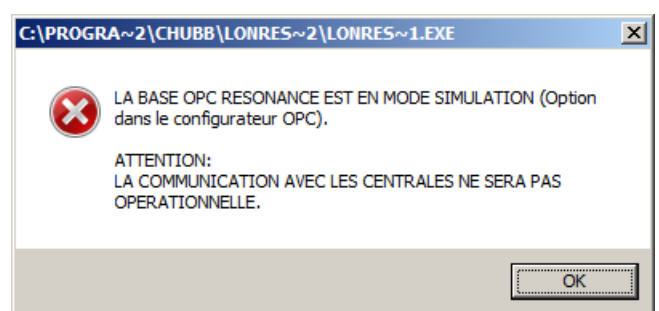 C:\PROGRA~2\CHUBB\LONRES~2\LONRES~1.EXE
LA BASE OPC RESONANCE EST EN MODE SIMULATION (Option
dans le configurateur OPC).
ATTENTION:
LA COMMUNICATION AVEC LES CENTRALES NE SERA PAS
OPERATIONNELLE.
OK